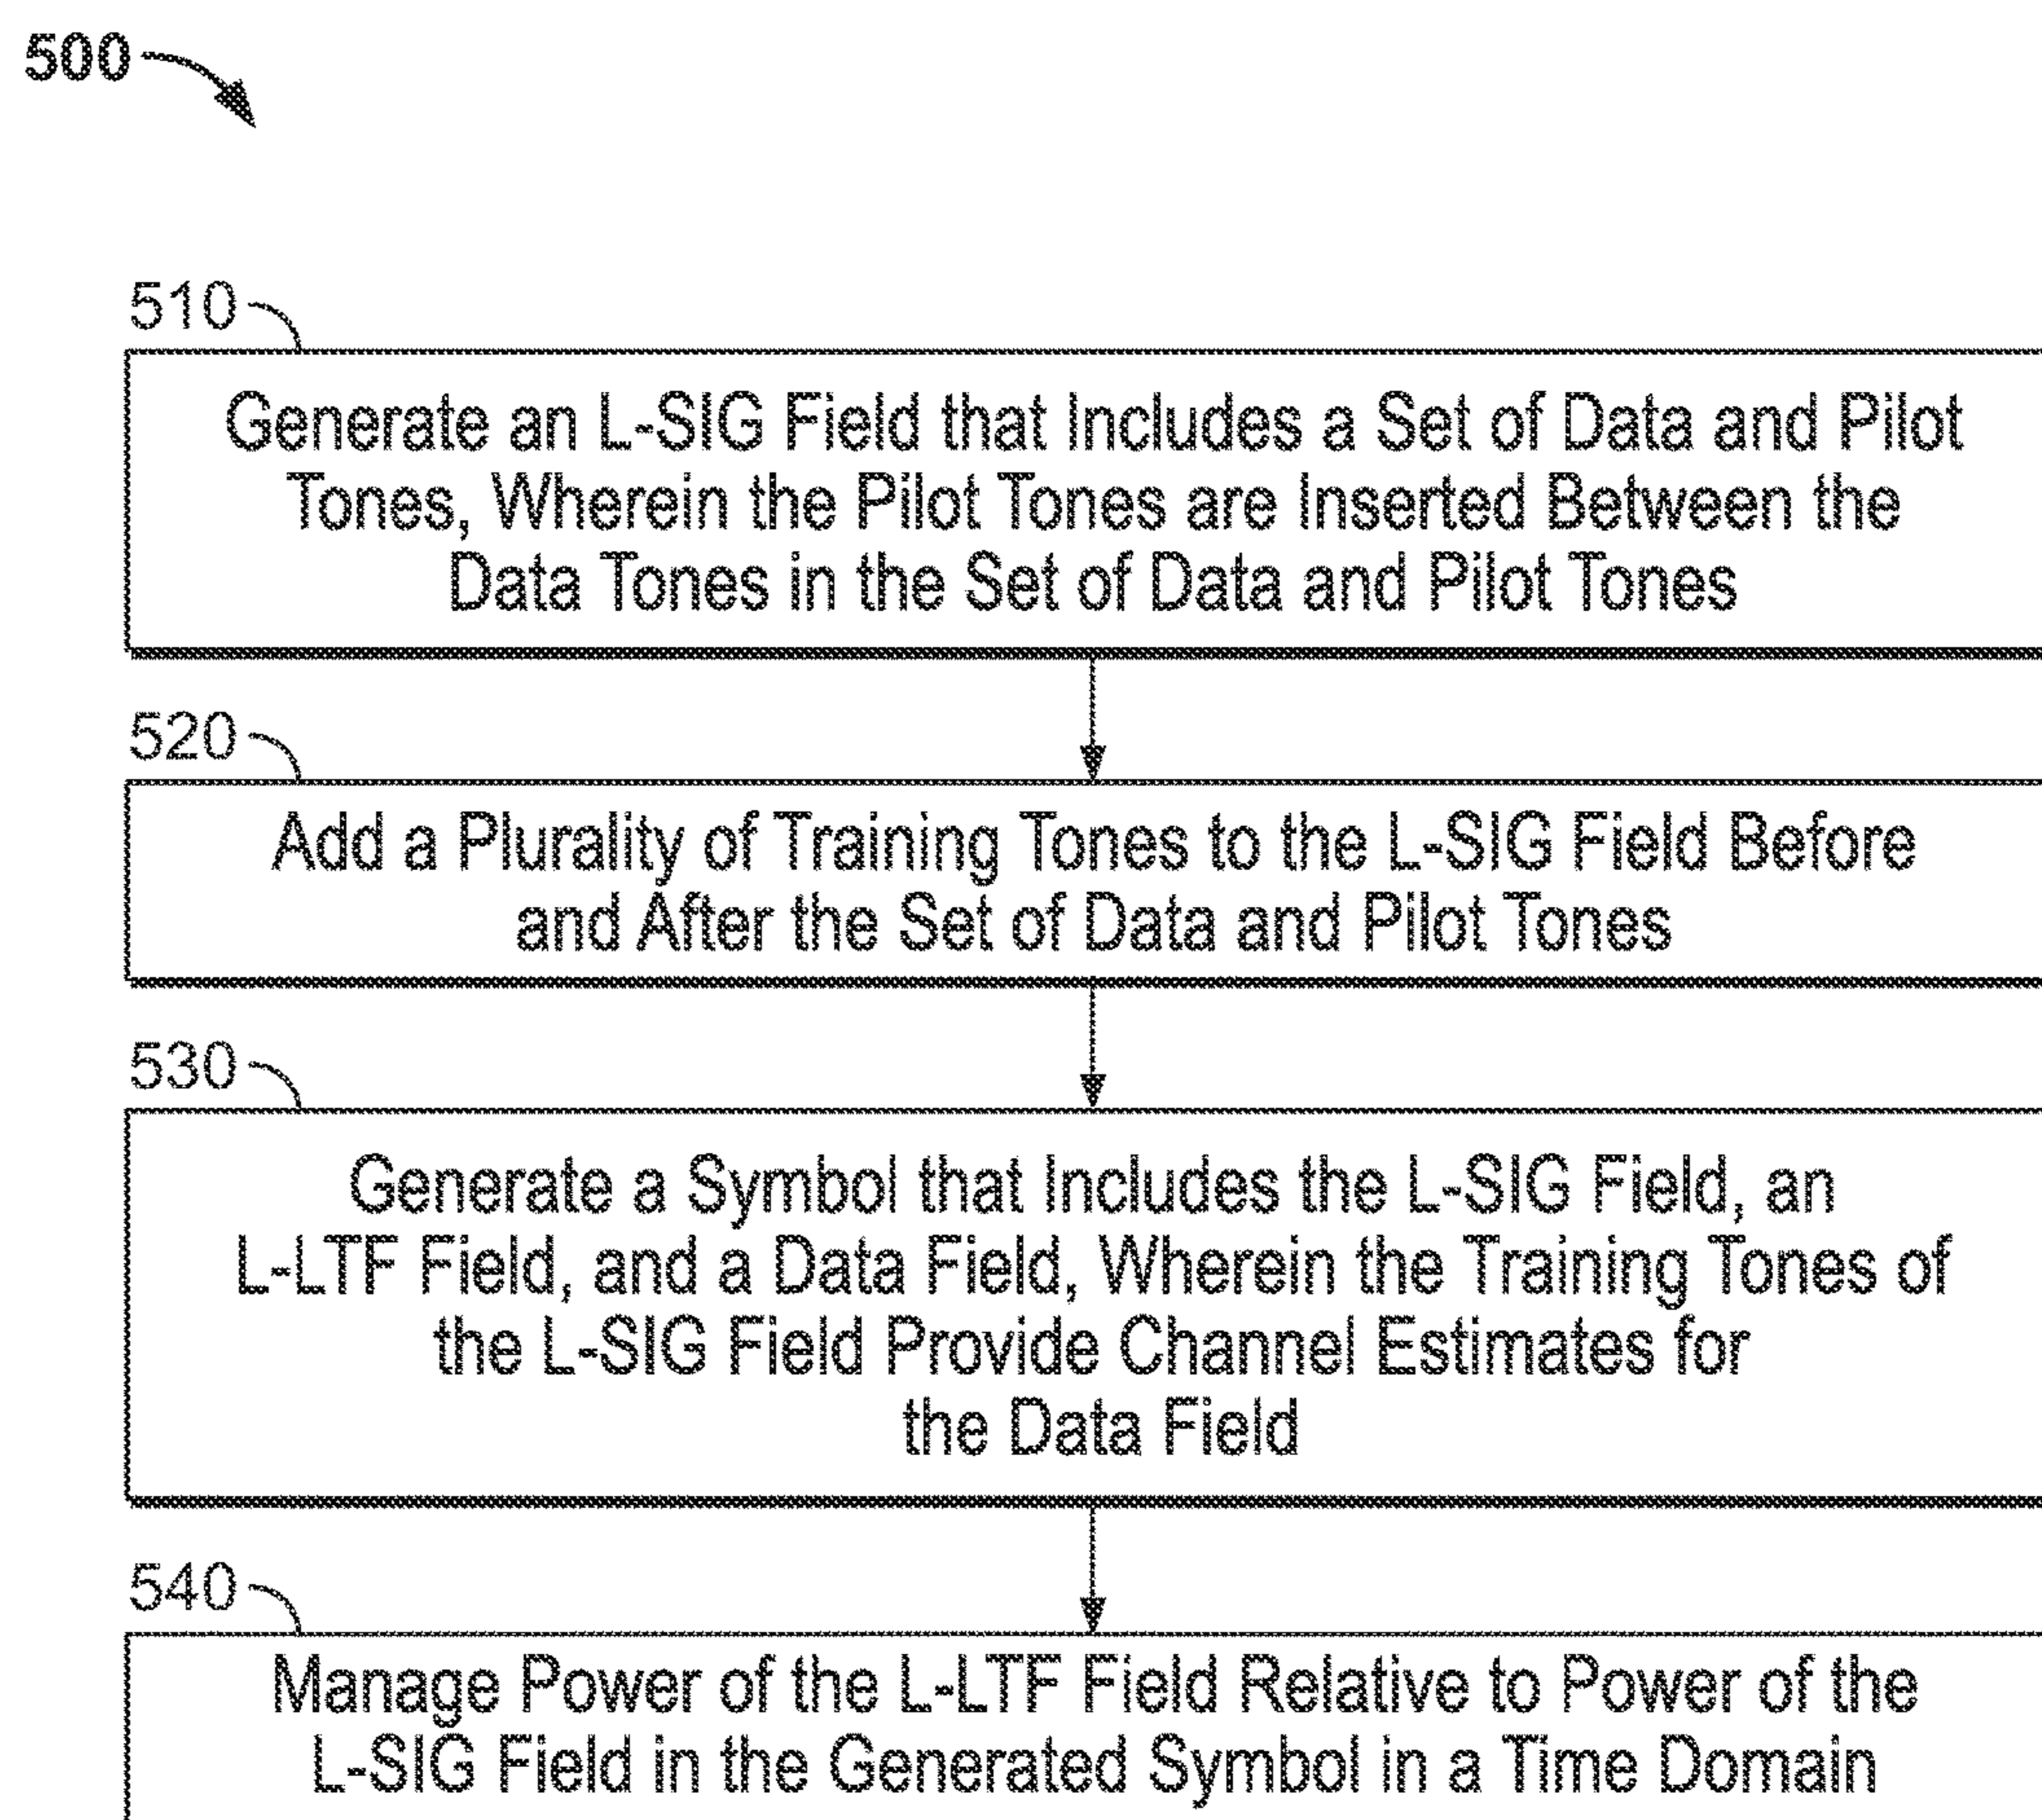 500
510
Generate an L-SIG Field that Includes a Set of Data and Pilot
Tones, Wherein the Pilot Tones are Inserted Between the
Data Tones in the Set of Data and Pilot Tones
520
Add a Plurality of Training Tones to the L-SIG Field Before
and After the Set of Data and Pilot Tones
530
Generate a Symbol that Includes the L-SIG Field, an
L-LTF Field, and a Data Field, Wherein the Training Tones of
the L-SIG Field Provide Channel Estimates for
the Data Field
540
Manage Power of the L-LTF Field Relative to Power of the
L-SIG Field in the Generated Symbol in a Time Domain